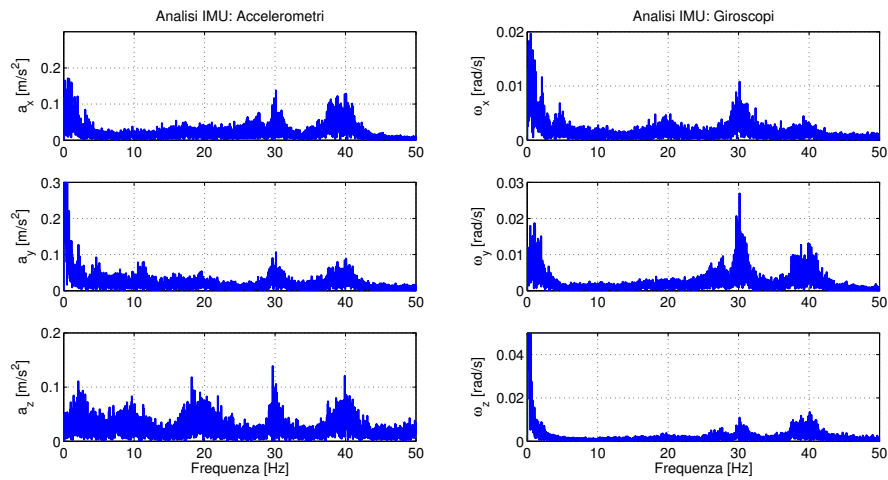 Analisi IMU: Accelerometri
0.2
0.1
0
a_x [m/s²]
0 10 20 30 40 50
0.3
0.2
0.1
0
a_y [m/s²]
0 10 20 30 40 50
0.2
0.1
0
a_z [m/s²]
0 10 20 30 40 50
Frequenza [Hz]
Analisi IMU: Giroscopi
0.02
0.01
0
ω_x [rad/s]
0 10 20 30 40 50
0.03
0.02
0.01
0
ω_y [rad/s]
0 10 20 30 40 50
0.04
0.02
0
ω_z [rad/s]
0 10 20 30 40 50
Frequenza [Hz]